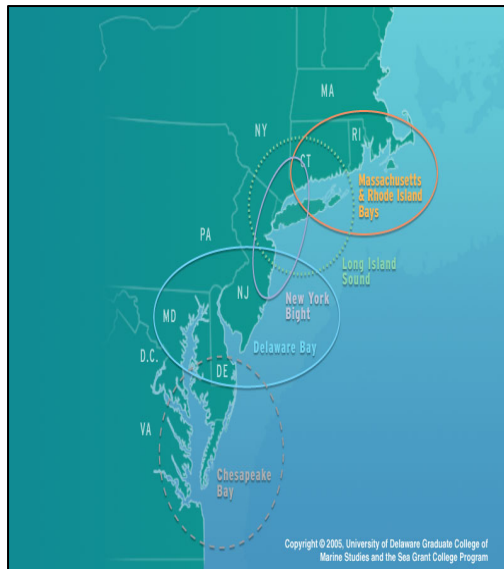 MA
NY
RI
CT
Massachusetts
& Rhode Island
Bays
PA
Long Island
Sound
NJ
New York
Bight
MD
Delaware Bay
D.C.
DE
VA
Chesapeake
Bay
Copyright © 2005, University of Delaware Graduate College of
Marine Studies and the Sea Grant College Program